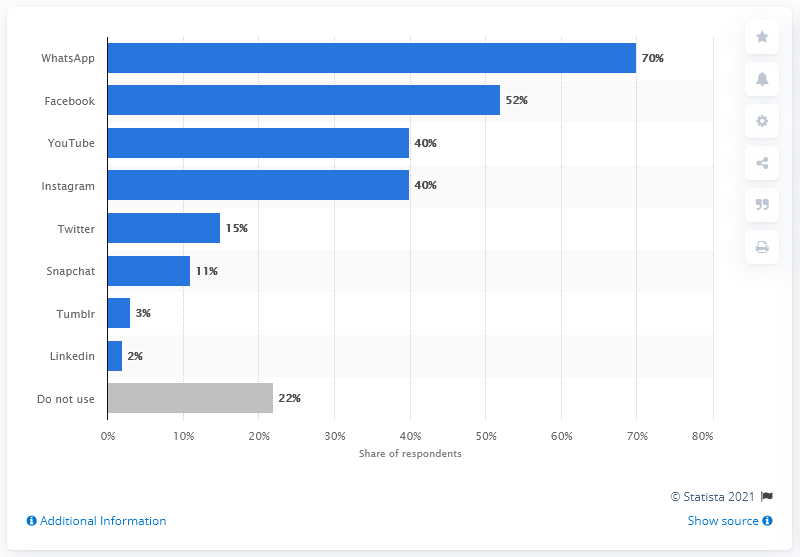 WhatsApp 70%
Facebook 52%
YouTube 40%
Instagram 40%
Twitter 15%
Snapchat 11%
Tumblr 3%
Linkedin 2%
Do not use 22%
0% 10% 20% 30% 40% 50% 60% 70% 80%
Share of respondents
© Statista 2021
Additional Information Show source